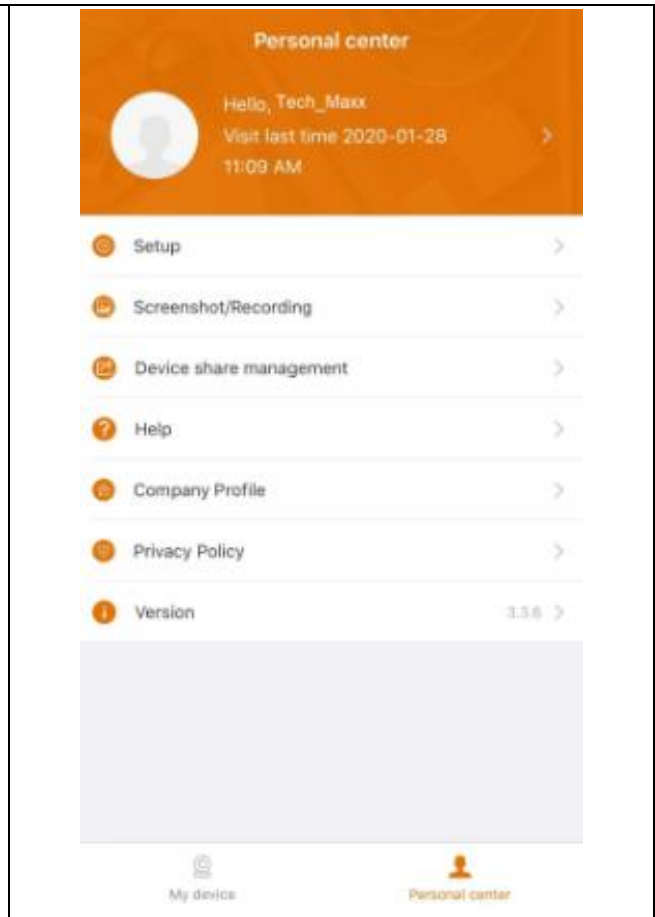 Personal center
Hello, Tech_Maxx
Visit last time 2020-01-28
11:09 AM
Setup
Screenshot/Recording
Device share management
Help
Company Profile
Privacy Policy
Version 3.3.6
My device
Personal center